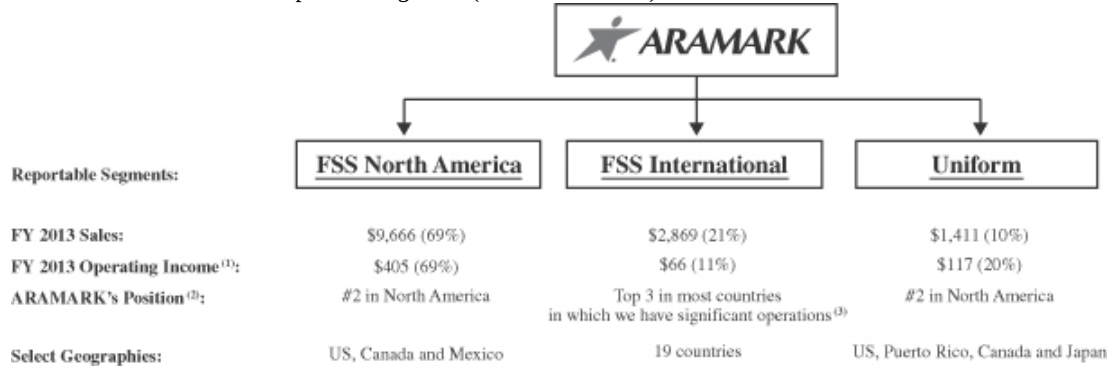 ARAMARK
Reportable Segments:
FSS North America
FSS International
Uniform
FY 2013 Sales:
$9,666 (69%)
$2,869 (21%)
$1,411 (10%)
FY 2013 Operating Income (1):
$405 (69%)
$66 (11%)
$117 (20%)
ARAMARK's Position (2):
#2 in North America
Top 3 in most countries
in which we have significant operations (3)
#2 in North America
Select Geographies:
US, Canada and Mexico
19 countries
US, Puerto Rico, Canada and Japan